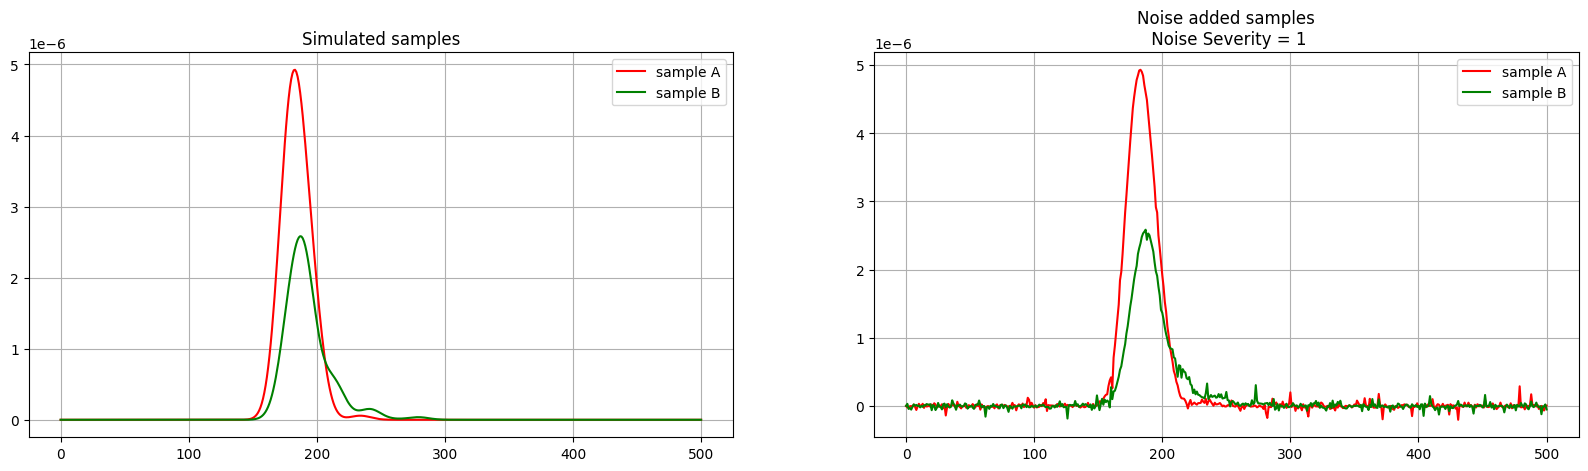 Simulated samples
1e−6
sample A
sample B
5
4
3
2
1
0
0
100
200
300
400
500
Noise added samples
Noise Severity = 1
1e−6
sample A
sample B
5
4
3
2
1
0
0
100
200
300
400
500